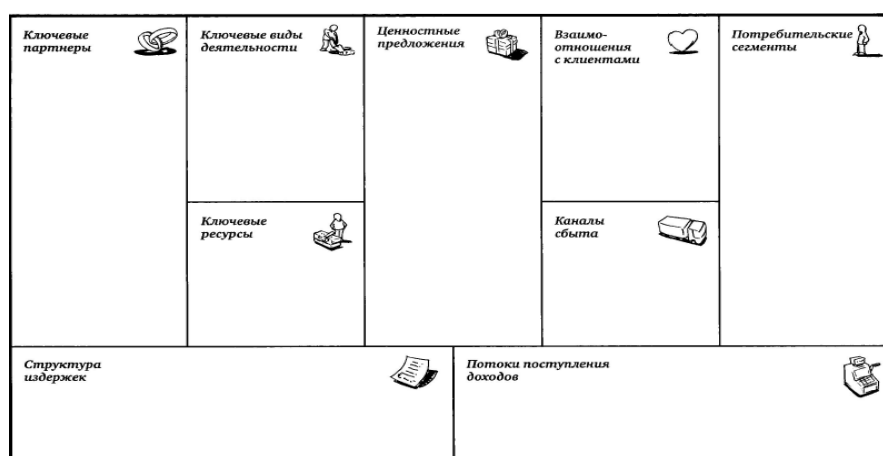 Ключевые
партнеры
Ключевые виды
деятельности
Ценностные
предложения
Взаимо-
отношения
с клиентами
Потребительские
сегменты
Ключевые
ресурсы
Каналы
сбыта
Структура
издержек
Потоки поступления
доходов